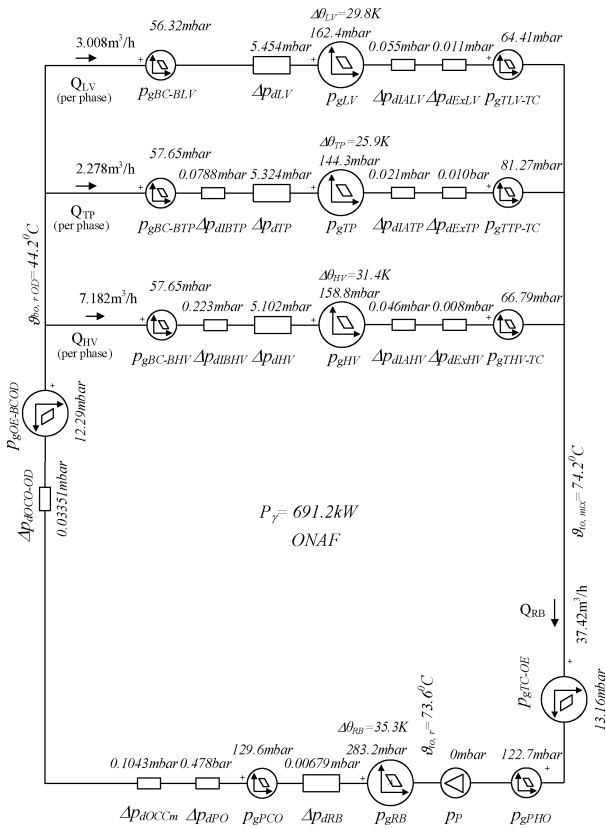 Δθ_LV=29.8K
3.008m³/h 56.32mbar 5.454mbar 162.4mbar 0.055mbar 0.011mbar 64.41mbar
Q_LV p_gBC-BLV Δp_dLV p_gLV Δp_dIALV Δp_dExLV p_gTLV-TC
(per phase)
Δθ_TP=25.9K
2.278m³/h 57.65mbar 0.0788mbar 5.324mbar 144.3mbar 0.021mbar 0.010bar 81.27mbar
Q_TP p_gBC-BTP Δp_dIBTP Δp_dTP p_gTP Δp_dIATP Δp_dExTP p_gTTP-TC
(per phase)
ϑ_bo, r OD=44.2⁰C
Δθ_HV=31.4K
7.182m³/h 57.65mbar 0.223mbar 5.102mbar 158.8mbar 0.046mbar 0.008mbar 66.79mbar
Q_HV p_gBC-BHV Δp_dIBHV Δp_dHV p_gHV Δp_dIAHV Δp_dExHV p_gTHV-TC
(per phase)
p_gOE-BCOD 12.29mbar
Δp_dOCO-OD 0.03351mbar
P_γ = 691.2kW
ONAF
ϑ_to, mix=74.2⁰C
Q_RB 37.42m³/h
p_gTC-OE 13.16mbar
ϑ_to, r=73.6⁰C
Δθ_RB=35.3K
0.1043mbar 0.478bar 129.6mbar 0.00679mbar 283.2mbar 0mbar 122.7mbar
Δp_dOCCm Δp_dPO p_gPCO Δp_dRB p_gRB p_P p_gPHO